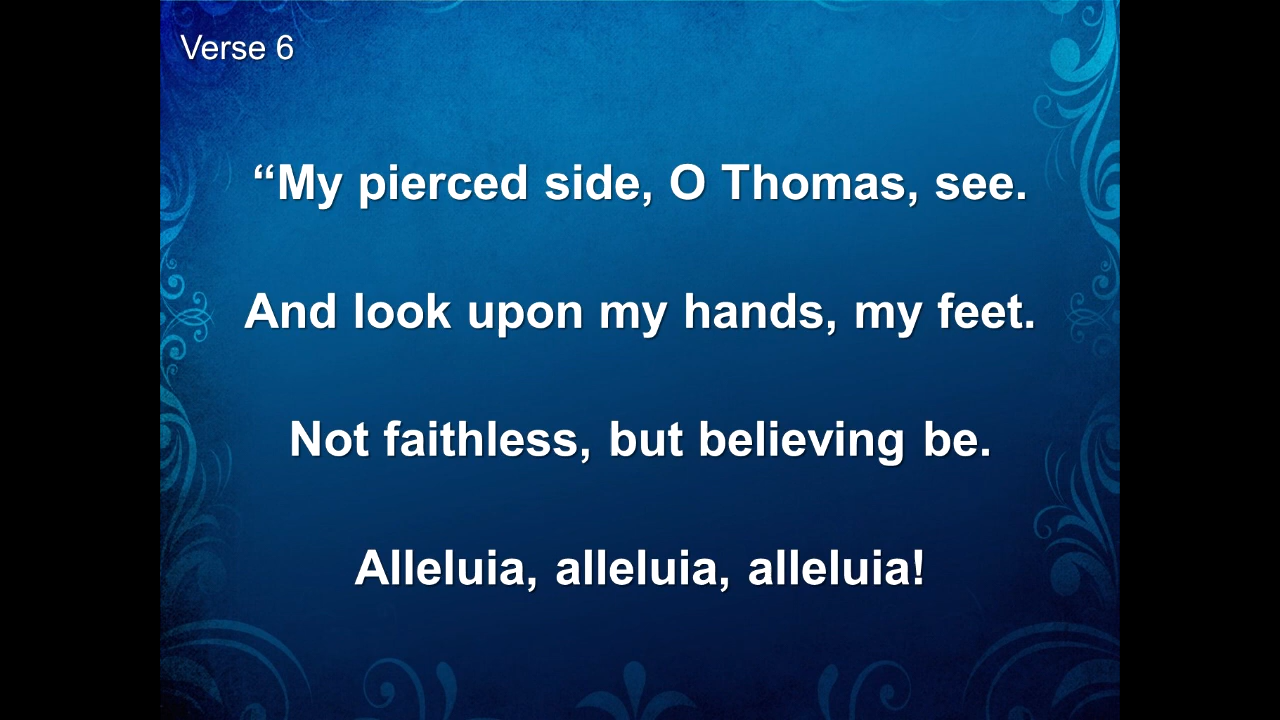 Verse 6
“My pierced side, O Thomas, see.
And look upon my hands, my feet.
Not faithless, but believing be.
Alleluia, alleluia, alleluia!